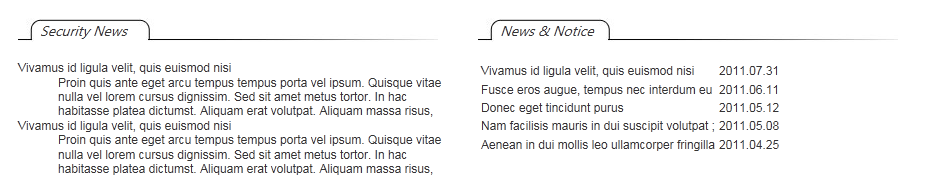 Security News
Vivamus id ligula velit, quis euismod nisi
Proin quis ante eget arcu tempus tempus porta vel ipsum. Quisque vitae
nulla vel lorem cursus dignissim. Sed sit amet metus tortor. In hac
habitasse platea dictumst. Aliquam erat volutpat. Aliquam massa risus,
Vivamus id ligula velit, quis euismod nisi
Proin quis ante eget arcu tempus tempus porta vel ipsum. Quisque vitae
nulla vel lorem cursus dignissim. Sed sit amet metus tortor. In hac
habitasse platea dictumst. Aliquam erat volutpat. Aliquam massa risus,
News & Notice
Vivamus id ligula velit, quis euismod nisi 2011.07.31
Fusce eros augue, tempus nec interdum eu 2011.06.11
Donec eget tincidunt purus 2011.05.12
Nam facilisis mauris in dui suscipit volutpat ; 2011.05.08
Aenean in dui mollis leo ullamcorper fringilla 2011.04.25